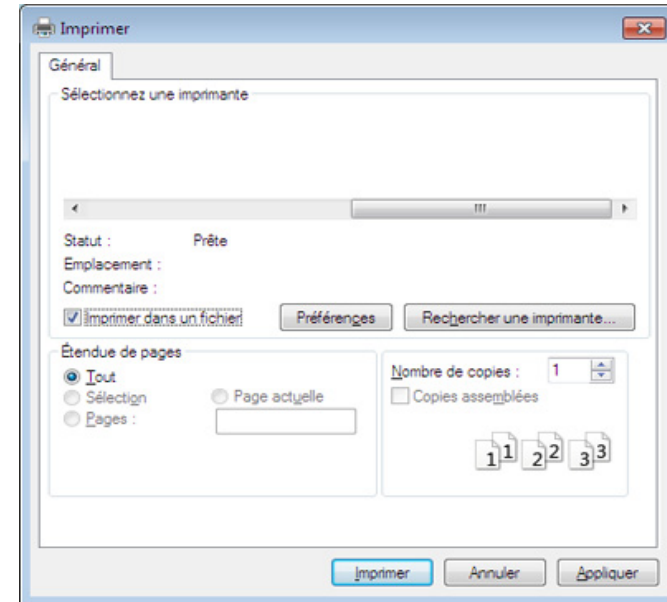 Imprimer
Général
Sélectionnez une imprimante
Statut : Prête
Emplacement :
Commentaire :
Imprimer dans un fichier Préférences Rechercher une imprimante...
Étendue de pages
Tout
Sélection Page actuelle
Pages :
Nombre de copies : 1
Copies assemblées
1 1 2 2 3 3
Imprimer Annuler Appliquer